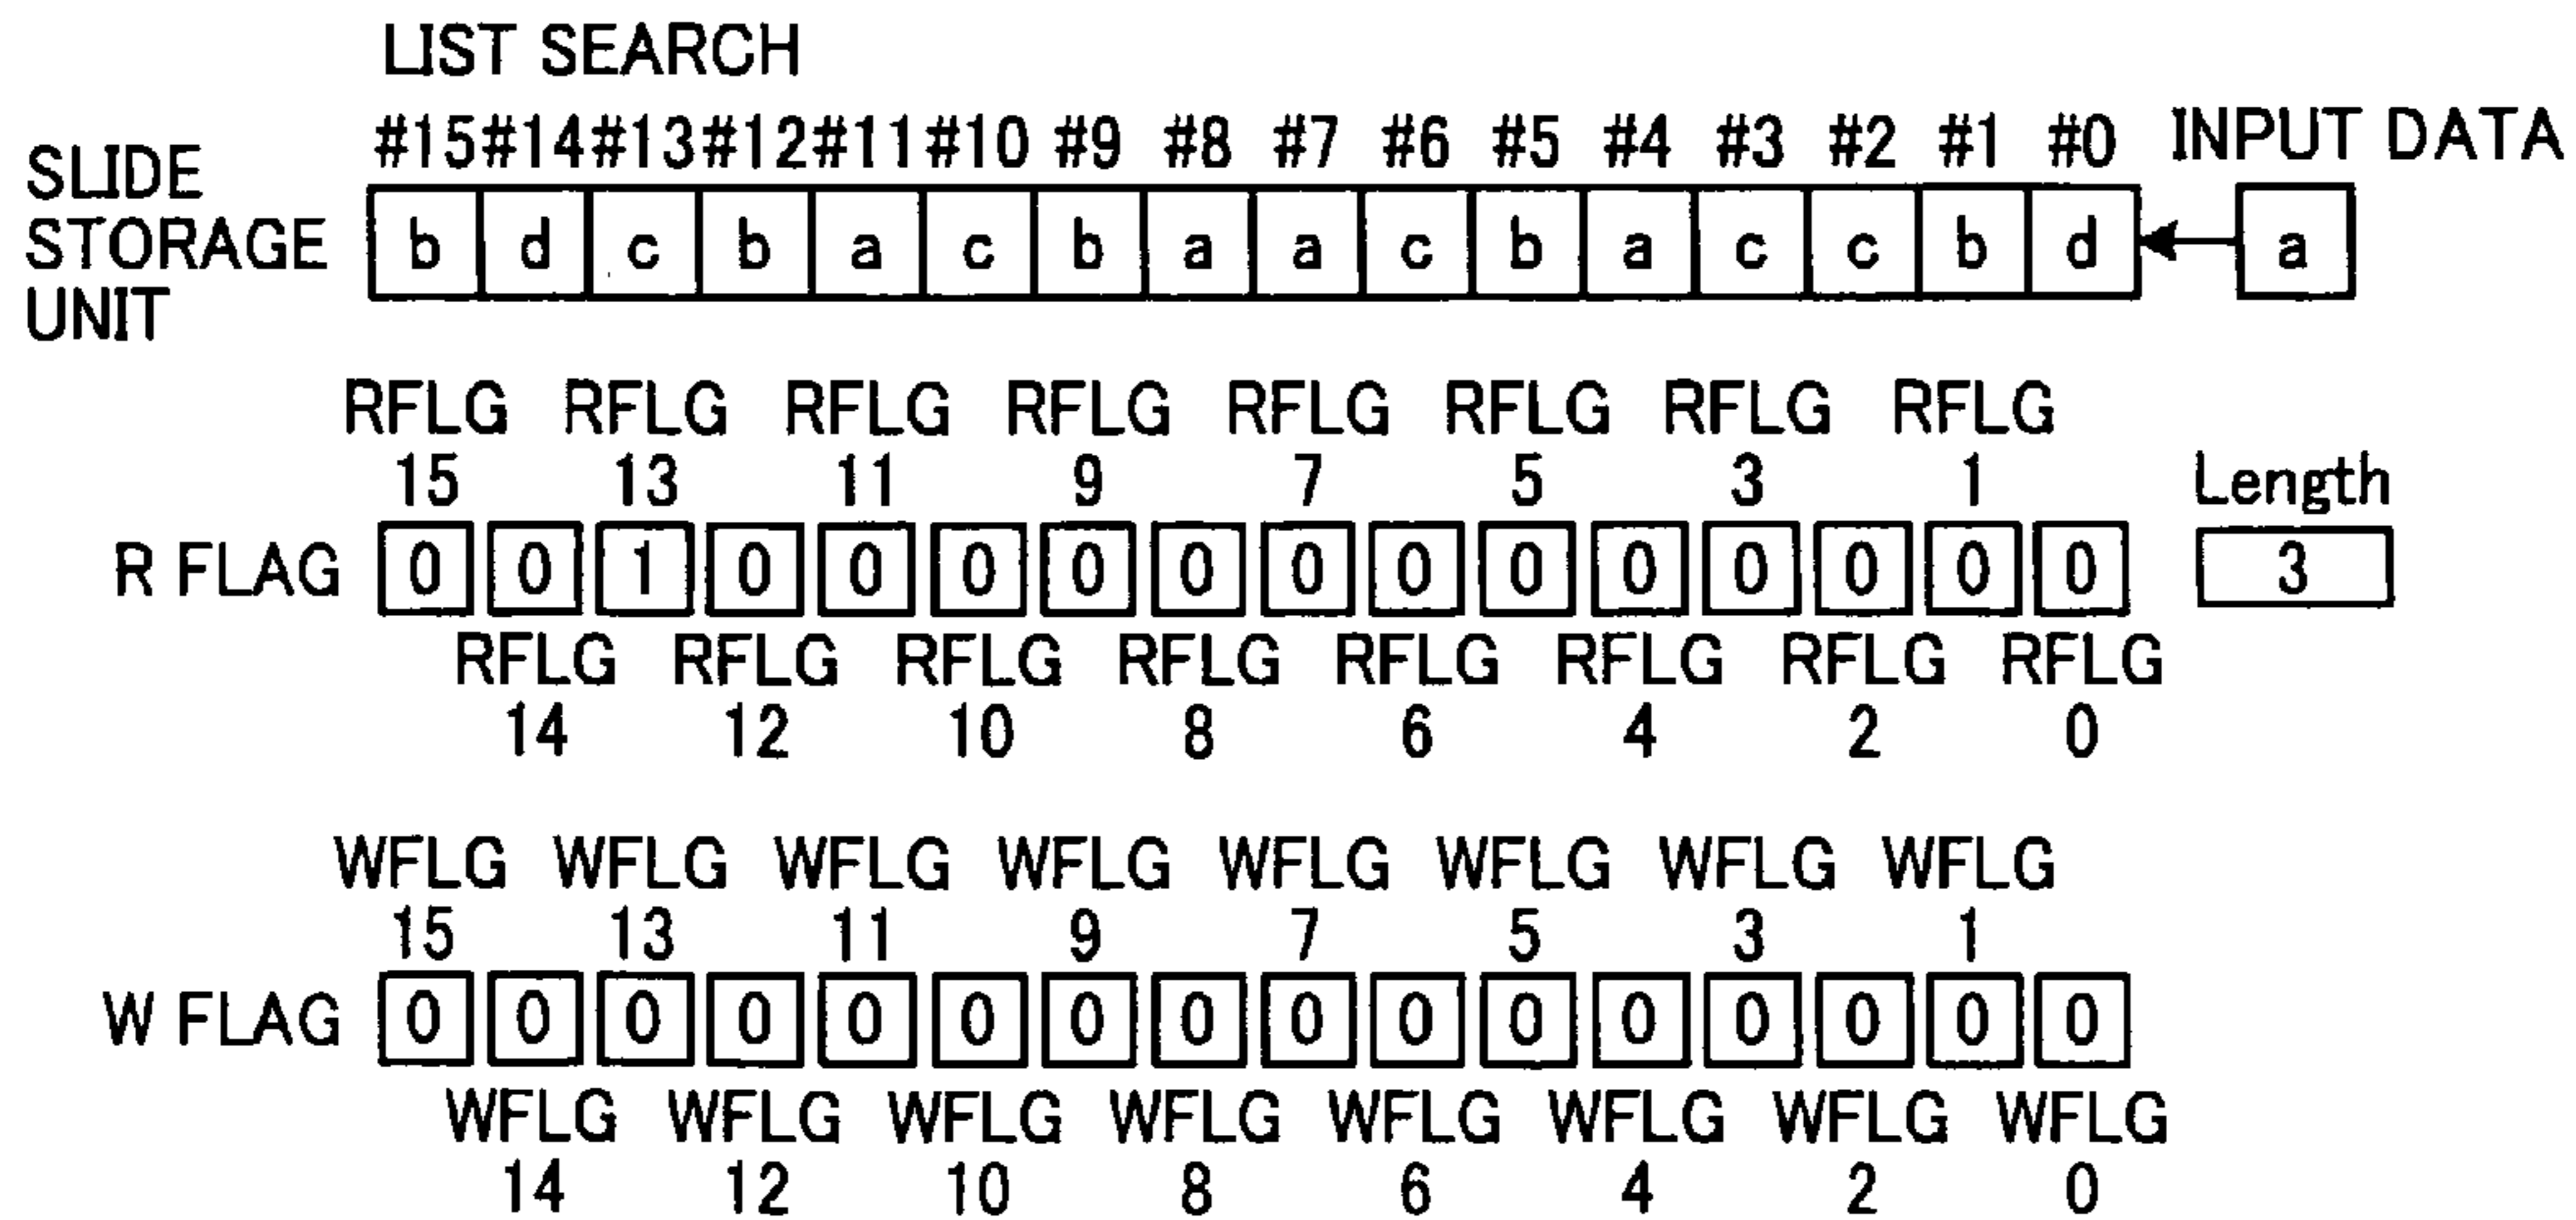 LIST SEARCH
#15 #14 #13 #12 #11 #10 #9 #8 #7 #6 #5 #4 #3 #2 #1 #0 INPUT DATA
SLIDE STORAGE UNIT
b d c b a c b a a c b a c c b d a
RFLG RFLG RFLG RFLG RFLG RFLG RFLG RFLG
15 13 11 9 7 5 3 1 Length
R FLAG 0 0 1 0 0 0 0 0 0 0 0 0 0 0 0 0 3
RFLG RFLG RFLG RFLG RFLG RFLG RFLG RFLG
14 12 10 8 6 4 2 0
WFLG WFLG WFLG WFLG WFLG WFLG WFLG WFLG
15 13 11 9 7 5 3 1
W FLAG 0 0 0 0 0 0 0 0 0 0 0 0 0 0 0 0
WFLG WFLG WFLG WFLG WFLG WFLG WFLG WFLG
14 12 10 8 6 4 2 0